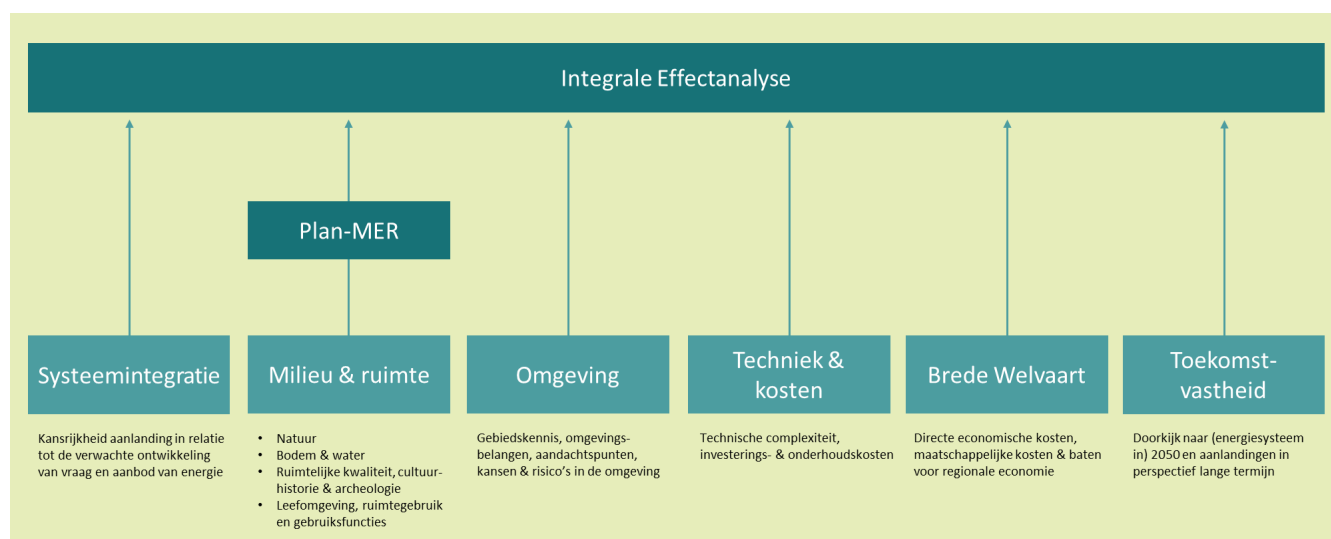 Integrale Effectanalyse
Plan-MER
Systeemintegratie
Kansrijkheid aanlanding in relatie
tot de verwachte ontwikkeling
van vraag en aanbod van energie
Milieu & ruimte
• Natuur
• Bodem & water
• Ruimtelijke kwaliteit, cultuur-
historie & archeologie
• Leefomgeving, ruimtegebruik
en gebruiksfuncties
Omgeving
Gebiedskennis, omgevings-
belangen, aandachtspunten,
kansen & risico's in de omgeving
Techniek &
kosten
Technische complexiteit,
investerings- & onderhoudskosten
Brede Welvaart
Directe economische kosten,
maatschappelijke kosten & baten
voor regionale economie
Toekomst-
vastheid
Doorkijk naar (energiesysteem
in) 2050 en aanlandingen in
perspectief lange termijn